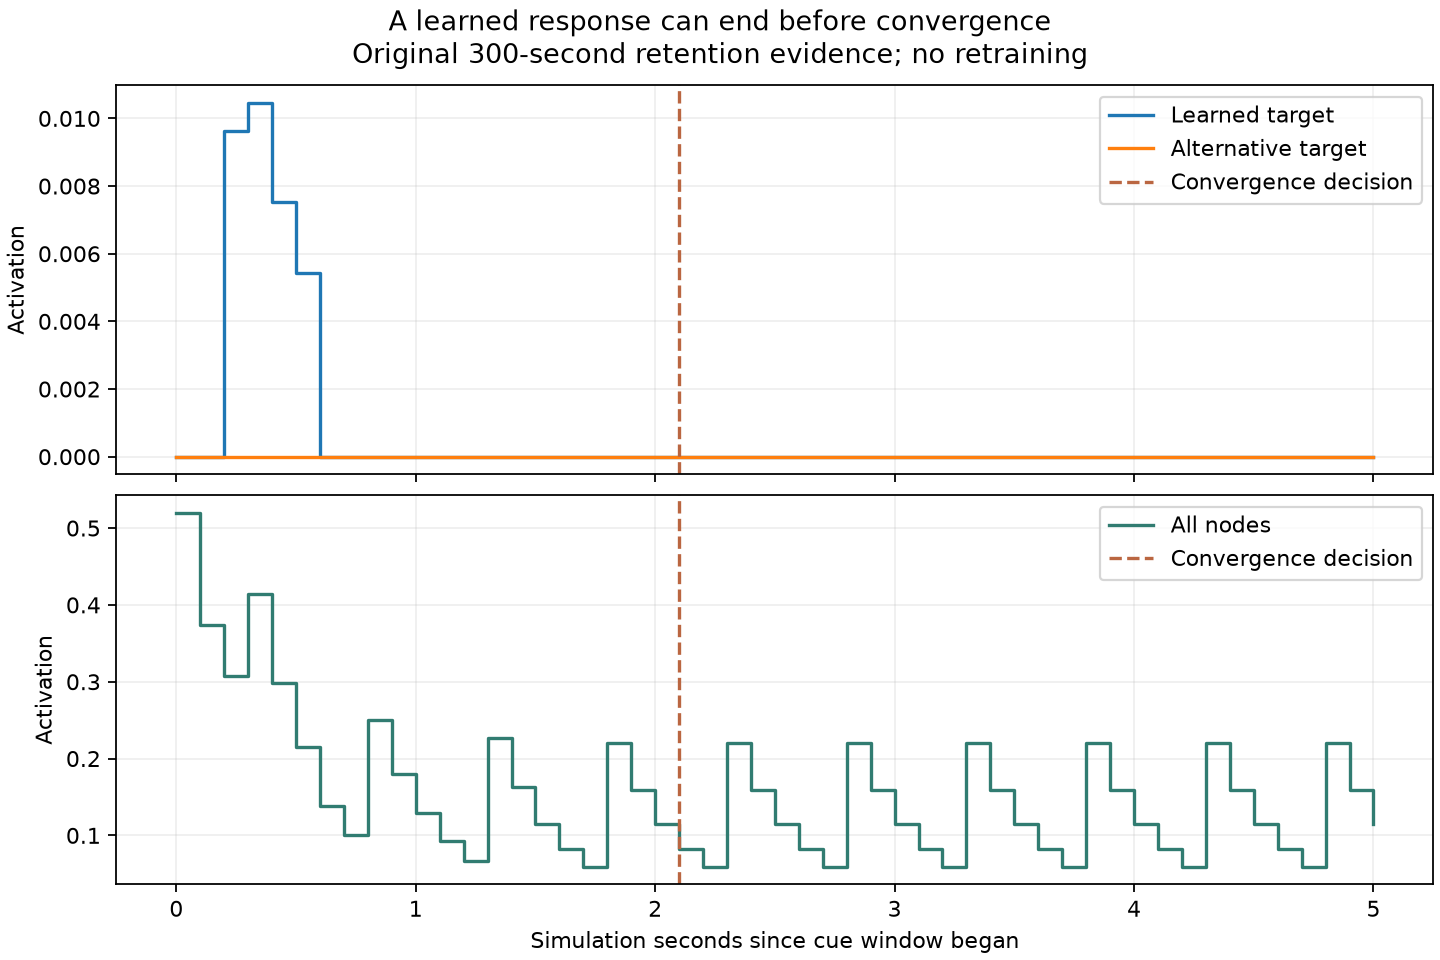 A learned response can end before convergence
Original 300-second retention evidence; no retraining
Activation
0.010
0.008
0.006
0.004
0.002
0.000
Learned target
Alternative target
Convergence decision
Activation
0.5
0.4
0.3
0.2
0.1
All nodes
Convergence decision
0 1 2 3 4 5
Simulation seconds since cue window began